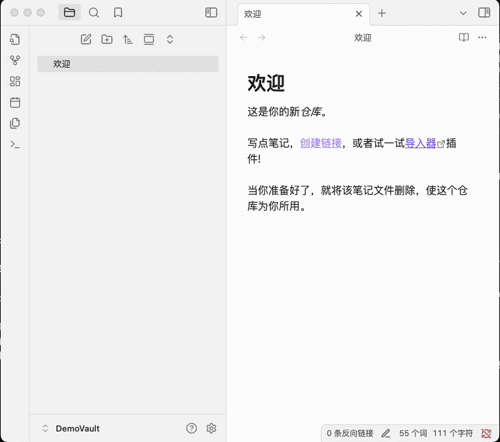 欢迎
欢迎
欢迎
欢迎
这是你的新仓库。
写点笔记，创建链接，或者试一试导入器插
件!
当你准备好了，就将该笔记文件删除，使这个仓
库为你所用。
DemoVault
0 条反向链接 55 个词 111 个字符